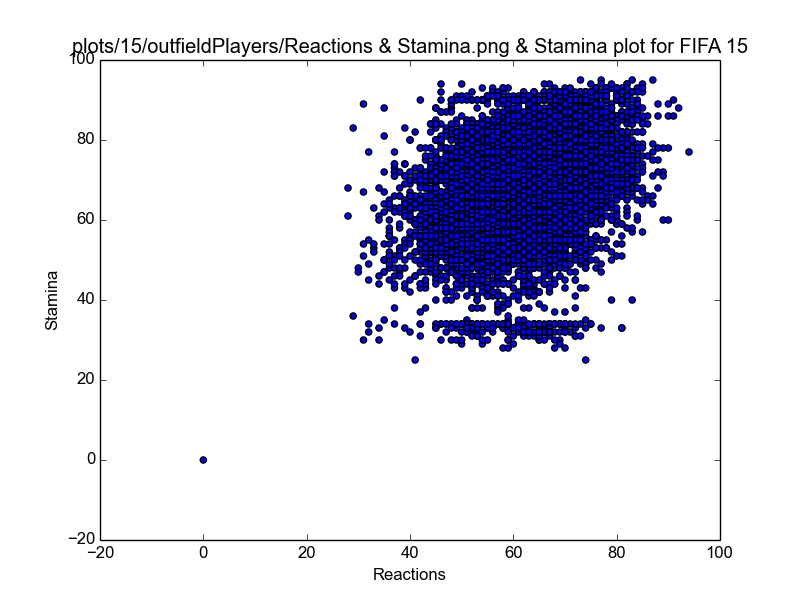 plots/15/outfieldPlayers/Reactions & Stamina.png & Stamina plot for FIFA 15
100
80
60
40
20
0
−20
Stamina
−20 0 20 40 60 80 100
Reactions